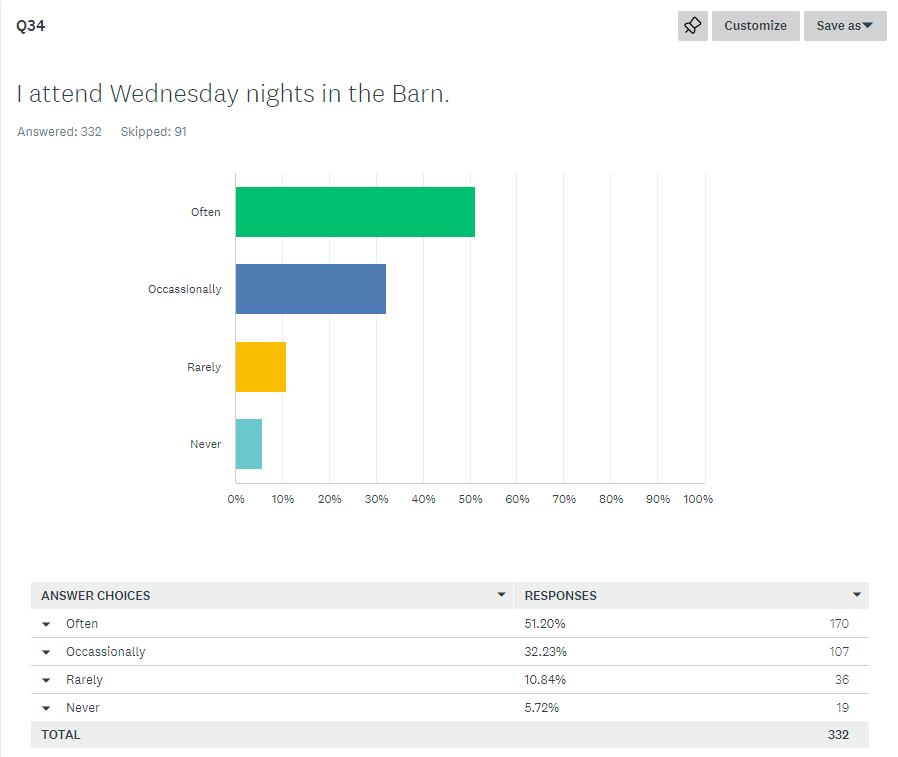 Q34
Customize
Save as
I attend Wednesday nights in the Barn.
Answered: 332 Skipped: 91
Often
Occassionally
Rarely
Never
0% 10% 20% 30% 40% 50% 60% 70% 80% 90% 100%
ANSWER CHOICES RESPONSES
Often 51.20% 170
Occassionally 32.23% 107
Rarely 10.84% 36
Never 5.72% 19
TOTAL 332